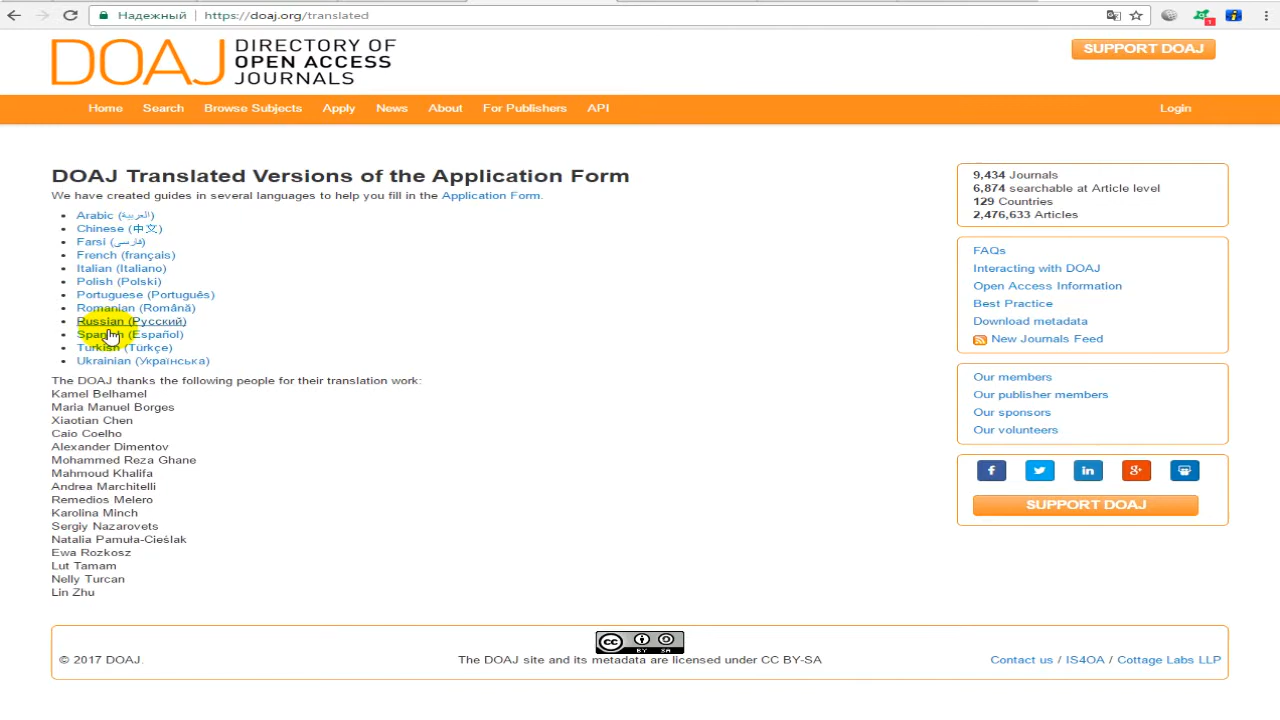 Надежный https://doaj.org/translated
1
DOAJ DIRECTORY OF
OPEN ACCESS
JOURNALS
SUPPORT DOAJ
Home Search Browse Subjects Apply News About For Publishers API Login
DOAJ Translated Versions of the Application Form
We have created guides in several languages to help you fill in the Application Form.
Arabic (العربية)
Chinese (中文)
Farsi (فارسی)
French (français)
Italian (Italiano)
Polish (Polski)
Portuguese (Português)
Romanian (Română)
Russian (Русский)
Spanish (Español)
Turkish (Türkçe)
Ukrainian (Українська)
The DOAJ thanks the following people for their translation work:
Kamel Belhamel
Maria Manuel Borges
Xiaotian Chen
Caio Coelho
Alexander Dimentov
Mohammed Reza Ghane
Mahmoud Khalifa
Andrea Marchitelli
Remedios Melero
Karolina Minch
Sergiy Nazarovets
Natalia Pamuła-Cieślak
Ewa Rozkosz
Lut Tamam
Nelly Turcan
Lin Zhu
9,434 Journals
6,874 searchable at Article level
129 Countries
2,476,633 Articles
FAQs
Interacting with DOAJ
Open Access Information
Best Practice
Download metadata
New Journals Feed
Our members
Our publisher members
Our sponsors
Our volunteers
SUPPORT DOAJ
cc BY SA
© 2017 DOAJ. The DOAJ site and its metadata are licensed under CC BY-SA Contact us / IS4OA / Cottage Labs LLP